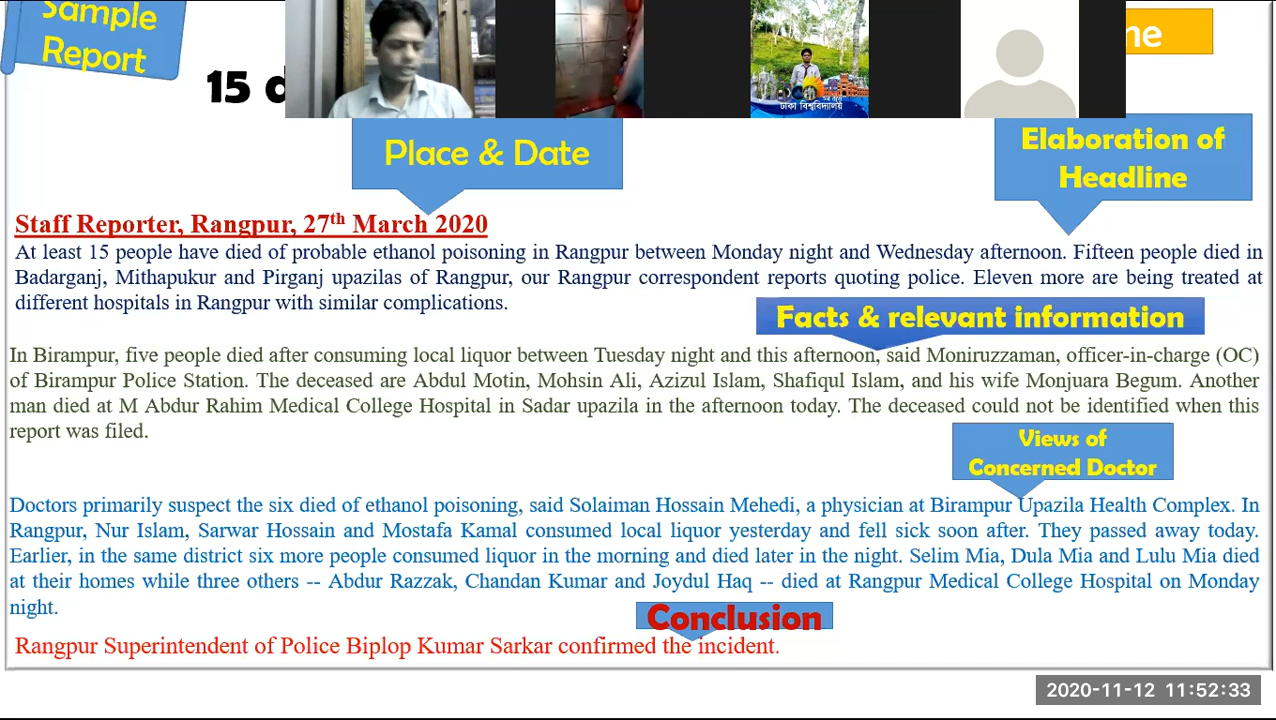 Sample
Report
15
Place & Date
Elaboration of
Headline
ঢাকা বিশ্ববিদ্যালয়
Staff Reporter, Rangpur, 27th March 2020
At least 15 people have died of probable ethanol poisoning in Rangpur between Monday night and Wednesday afternoon. Fifteen people died in
Badarganj, Mithapukur and Pirganj upazilas of Rangpur, our Rangpur correspondent reports quoting police. Eleven more are being treated at
different hospitals in Rangpur with similar complications.
Facts & relevant information
In Birampur, five people died after consuming local liquor between Tuesday night and this afternoon, said Moniruzzaman, officer-in-charge (OC)
of Birampur Police Station. The deceased are Abdul Motin, Mohsin Ali, Azizul Islam, Shafiqul Islam, and his wife Monjuara Begum. Another
man died at M Abdur Rahim Medical College Hospital in Sadar upazila in the afternoon today. The deceased could not be identified when this
report was filed.
Views of
Concerned Doctor
Doctors primarily suspect the six died of ethanol poisoning, said Solaiman Hossain Mehedi, a physician at Birampur Upazila Health Complex. In
Rangpur, Nur Islam, Sarwar Hossain and Mostafa Kamal consumed local liquor yesterday and fell sick soon after. They passed away today.
Earlier, in the same district six more people consumed liquor in the morning and died later in the night. Selim Mia, Dula Mia and Lulu Mia died
at their homes while three others -- Abdur Razzak, Chandan Kumar and Joydul Haq -- died at Rangpur Medical College Hospital on Monday
night.
Conclusion
Rangpur Superintendent of Police Biplop Kumar Sarkar confirmed the incident.
2020-11-12 11:52:33